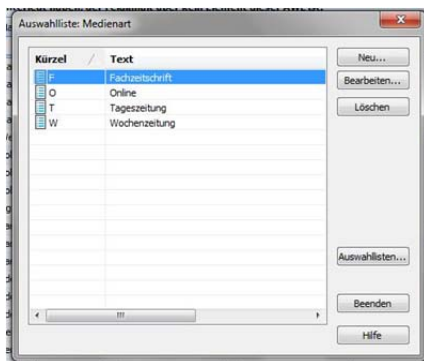 Auswahlliste: Medienart
Kürzel / Text
F Fachzeitschrift
O Online
T Tageszeitung
W Wochenzeitung
Neu...
Bearbeiten...
Löschen
Auswahllisten...
Beenden
Hilfe